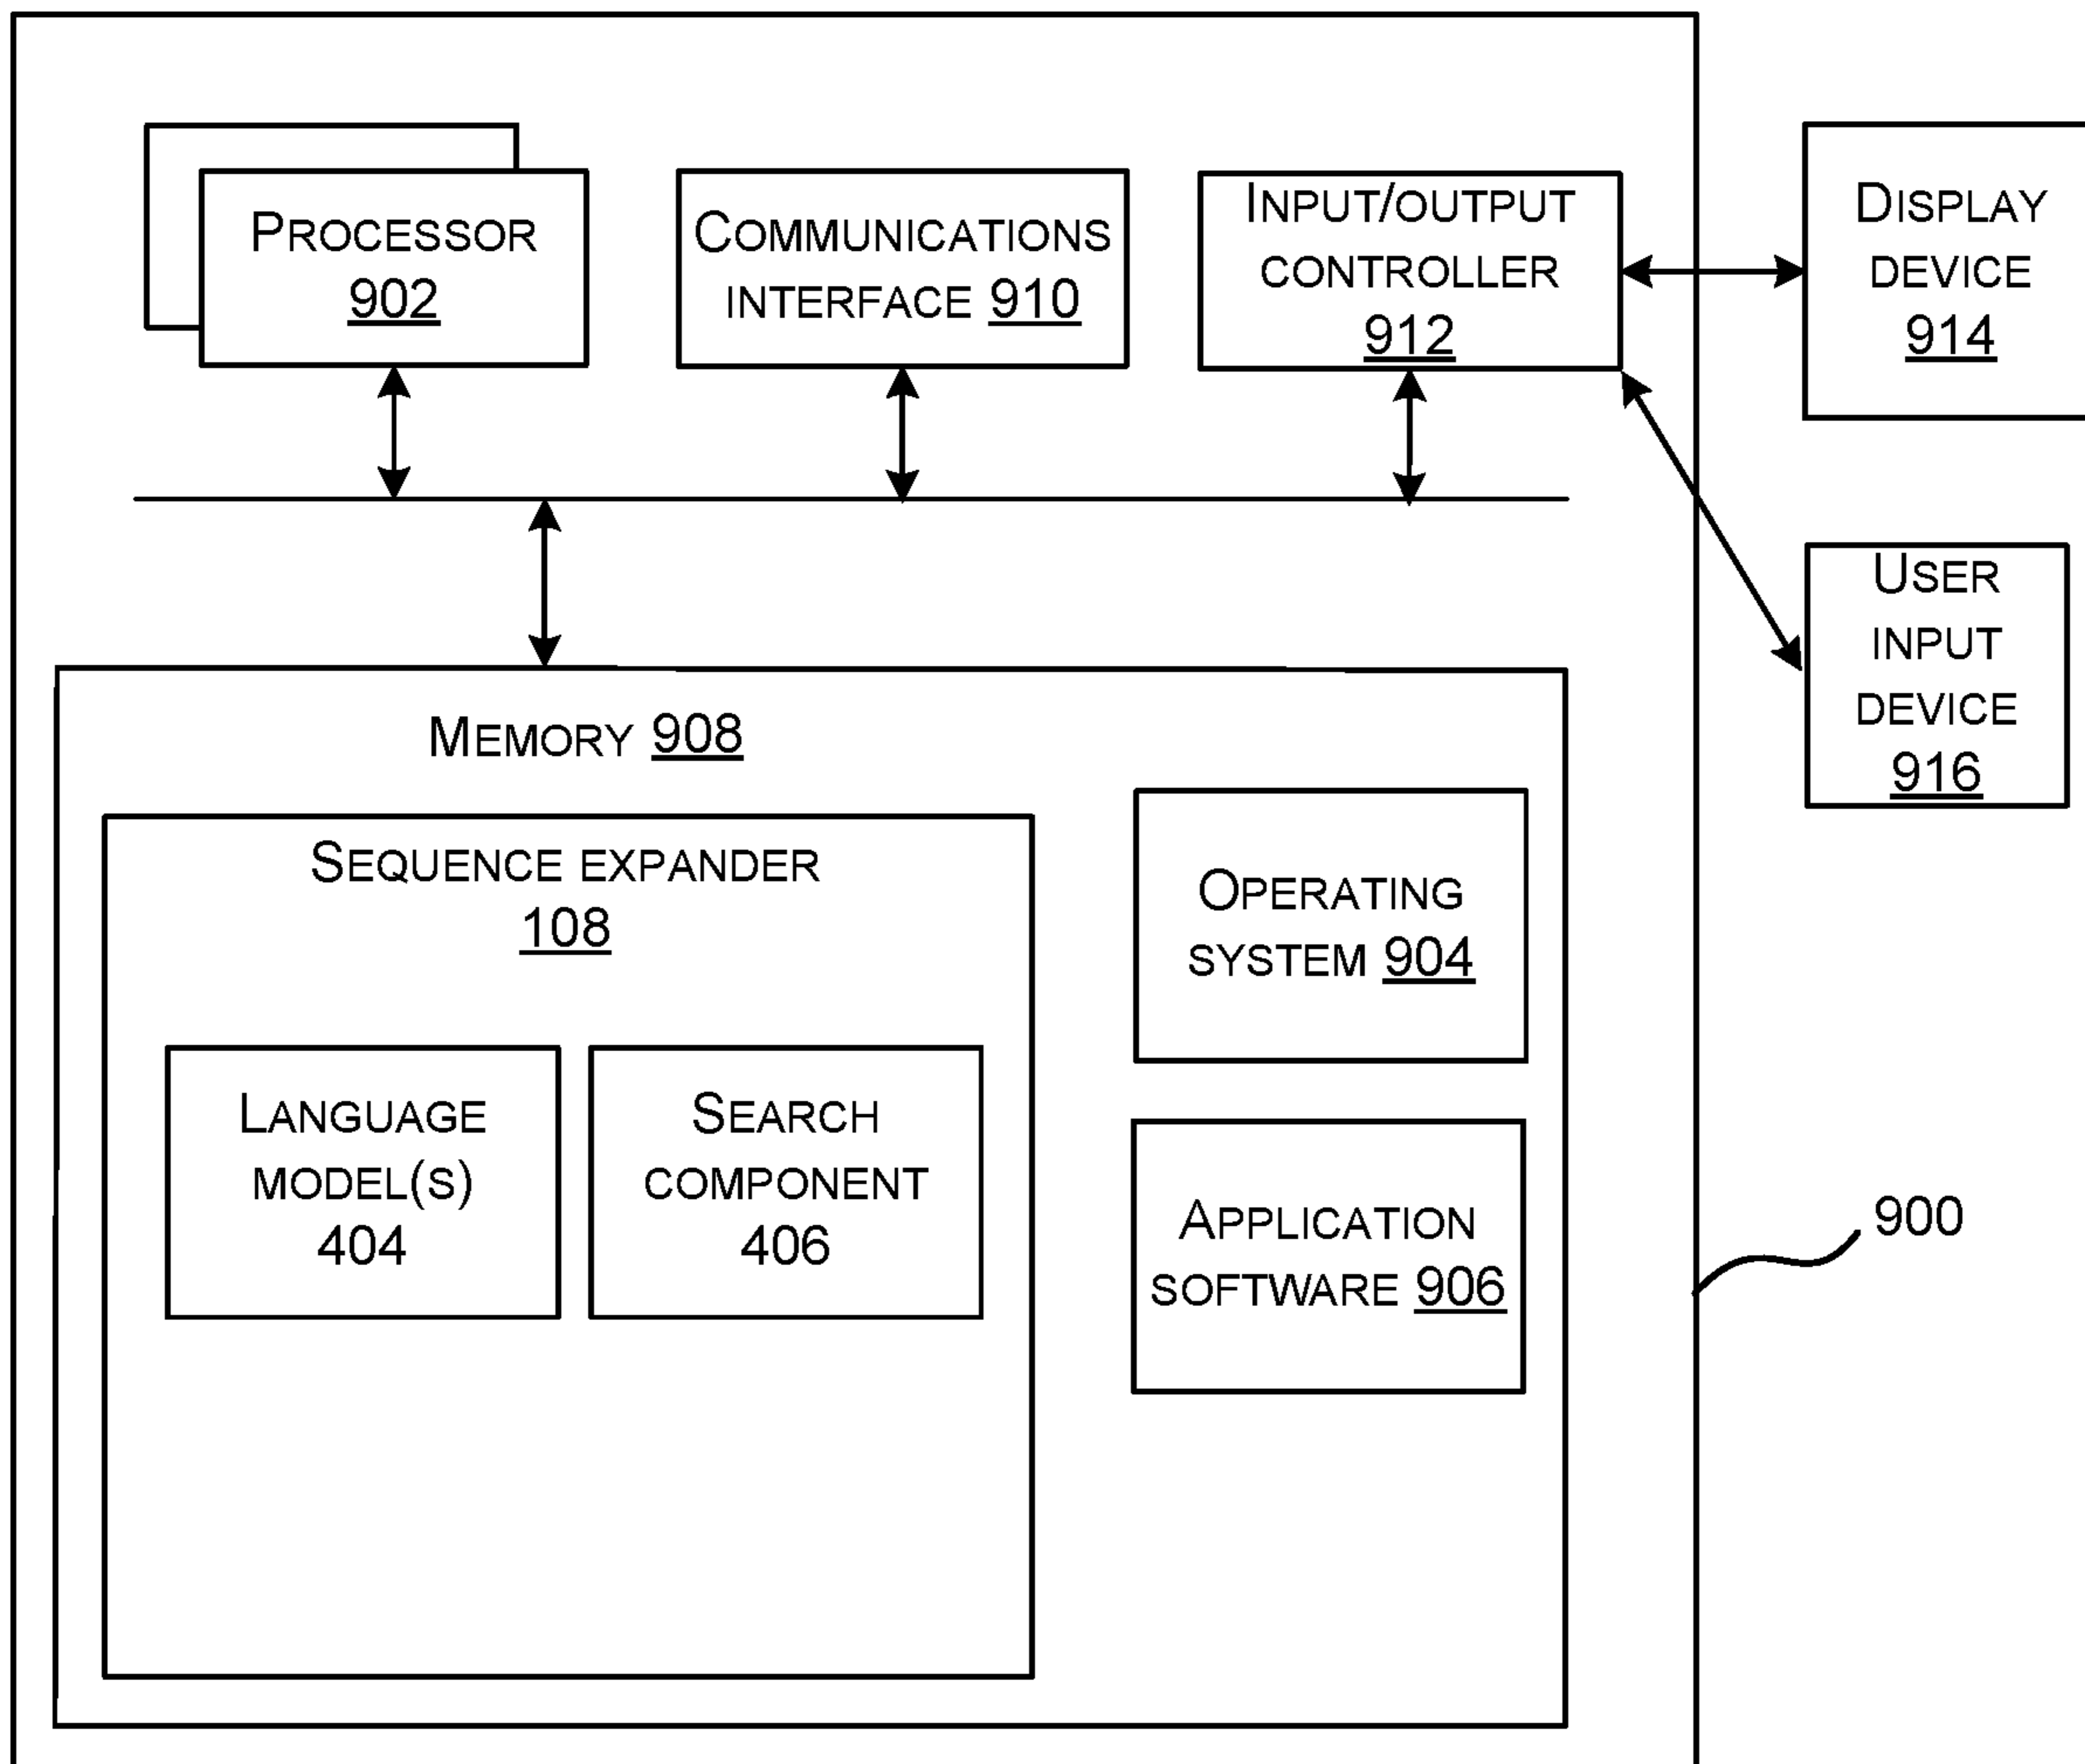 PROCESSOR
902
COMMUNICATIONS
INTERFACE 910
INPUT/OUTPUT
CONTROLLER
912
DISPLAY
DEVICE
914
USER
INPUT
DEVICE
916
MEMORY 908
SEQUENCE EXPANDER
108
LANGUAGE
MODEL(S)
404
SEARCH
COMPONENT
406
OPERATING
SYSTEM 904
APPLICATION
SOFTWARE 906
900